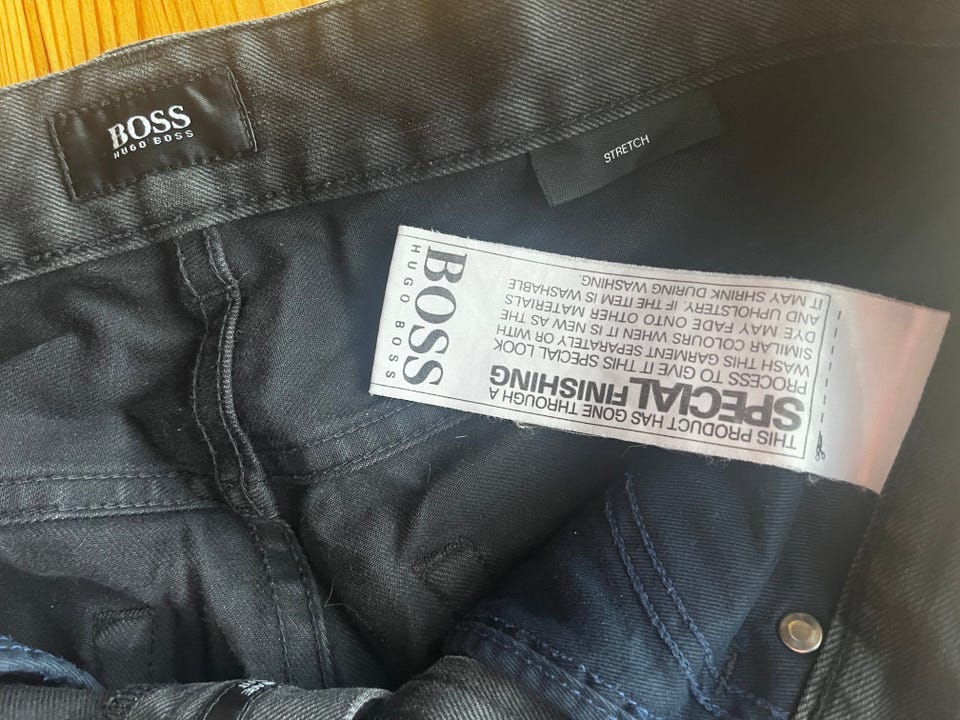 BOSS
HUGO BOSS
STRETCH
BOSS
HUGO BOSS
THIS PRODUCT HAS GONE THROUGH A
SPECIAL FINISHING
PROCESS TO GIVE IT THIS SPECIAL LOOK
WASH THIS GARMENT SEPARATELY OR WITH
SIMILAR COLOURS WHEN IT IS NEW AS THE
DYE MAY FADE ONTO OTHER MATERIALS
AND UPHOLSTERY. IF THE ITEM IS WASHABLE
IT MAY SHRINK DURING WASHING.